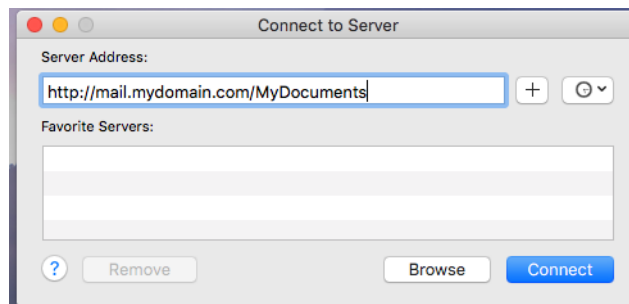 Connect to Server
Server Address:
http://mail.mydomain.com/MyDocuments
+
Favorite Servers:
? Remove Browse Connect